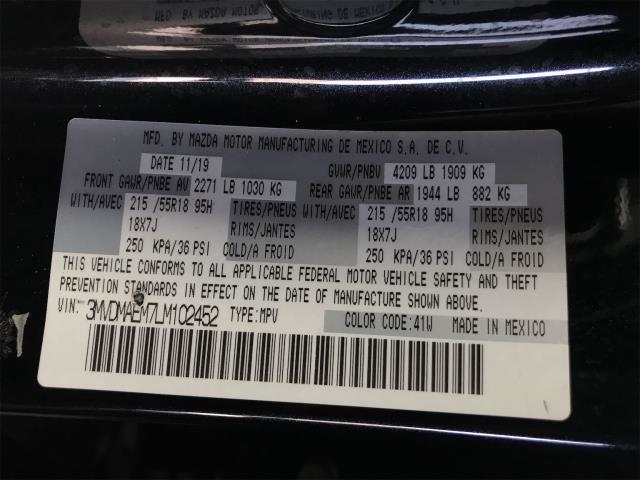 MFD. BY MAZDA MOTOR MANUFACTURING DE MEXICO S.A. DE C.V.
DATE 11/19 GVWR/PNBV 4209 LB 1909 KG
FRONT GAWR/PNBE AV 2271 LB 1030 KG REAR GAWR/PNBE AR 1944 LB 882 KG
WITH/AVEC 215 /55R18 95H TIRES/PNEUS WITH/AVEC 215 /55R18 95H TIRES/PNEUS
18X7J RIMS/JANTES 18X7J RIMS/JANTES
250 KPA/36 PSI COLD/A FROID 250 KPA/36 PSI COLD/A FROID
THIS VEHICLE CONFORMS TO ALL APPLICABLE FEDERAL MOTOR VEHICLE SAFETY AND THEFT
PREVENTION STANDARDS IN EFFECT ON THE DATE OF MANUFACTURE SHOWN ABOVE.
VIN: 3MVDMAEM7LM102452 TYPE:MPV COLOR CODE:41W MADE IN MEXICO